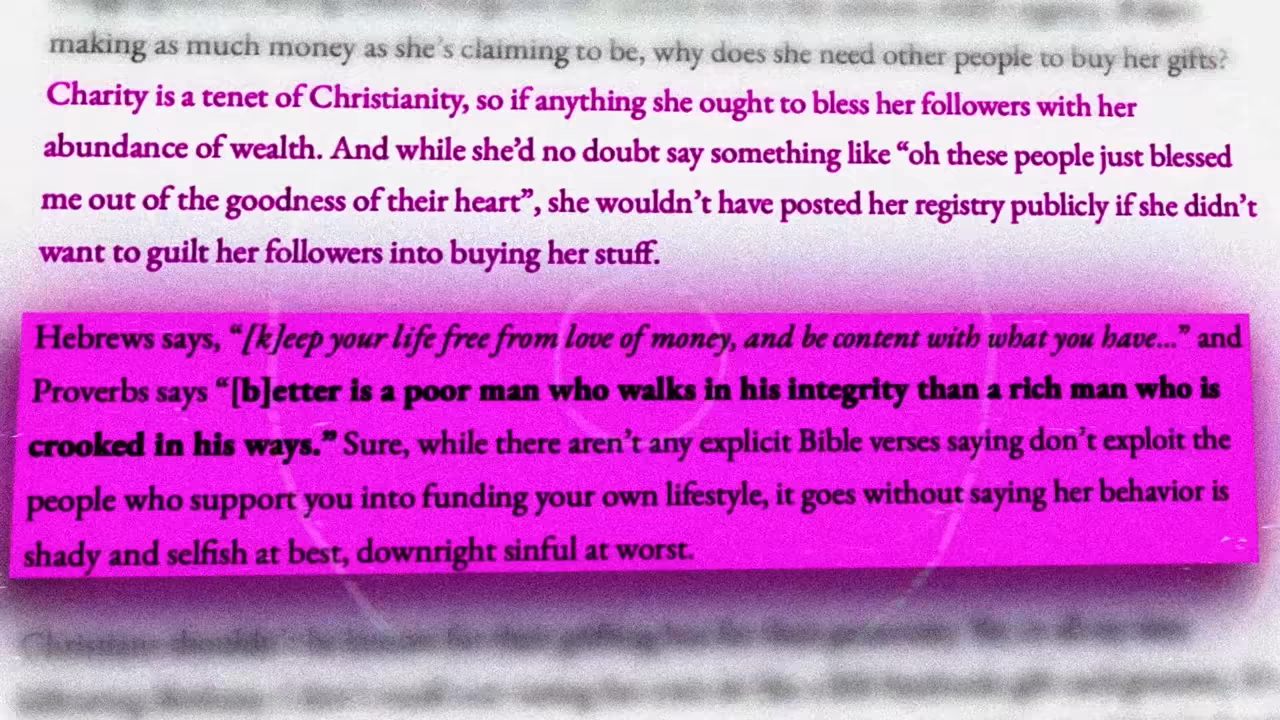 making as much money as she's claiming to be, why does she need other people to buy her gifts?
Charity is a tenet of Christianity, so if anything she ought to bless her followers with her
abundance of wealth. And while she'd no doubt say something like “oh these people just blessed
me out of the goodness of their heart”, she wouldn't have posted her registry publicly if she didn't
want to guilt her followers into buying her stuff.
Hebrews says, “[k]eep your life free from love of money, and be content with what you have...” and
Proverbs says “[b]etter is a poor man who walks in his integrity than a rich man who is
crooked in his ways.” Sure, while there aren't any explicit Bible verses saying don't exploit the
people who support you into funding your own lifestyle, it goes without saying her behavior is
shady and selfish at best, downright sinful at worst.